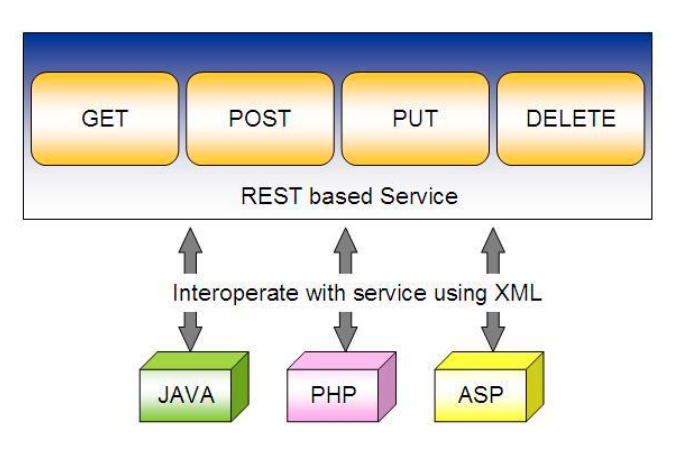 GET POST PUT DELETE
REST based Service
Interoperate with service using XML
JAVA PHP ASP